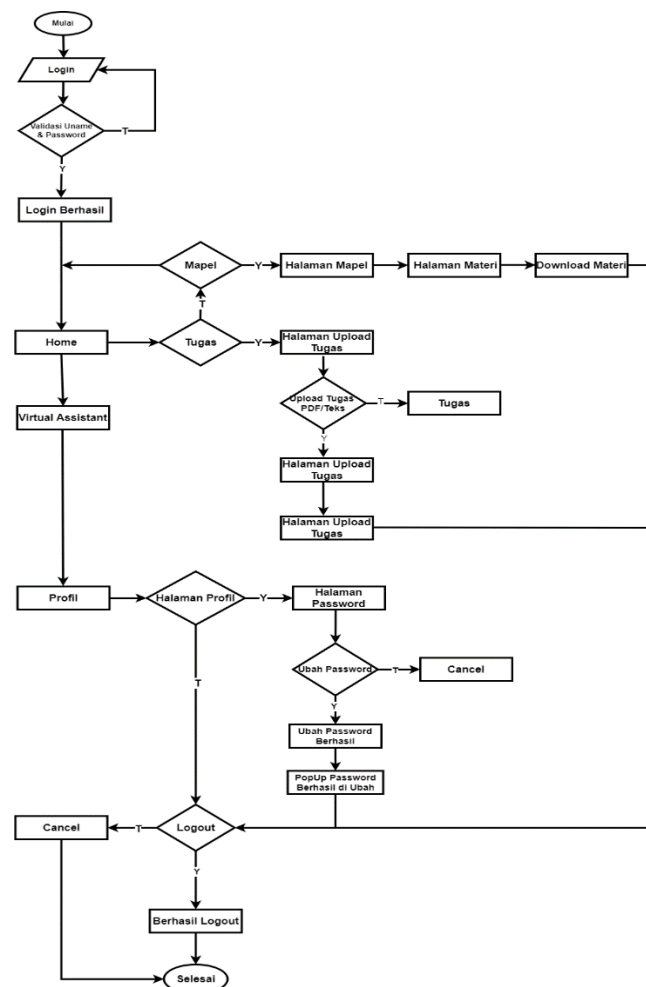 Mulai
Login
Validasi Uname
& Password
T
Y
Login Berhasil
Mapel
Y
Halaman Mapel
Halaman Materi
Download Materi
T
Home
Tugas
Y
Halaman Upload
Tugas
Upload Tugas
PDF/Teks
T
Tugas
Y
Virtual Assistant
Halaman Upload
Tugas
Halaman Upload
Tugas
Profil
Halaman Profil
Y
Halaman
Password
T
Ubah Password
T
Cancel
Y
Ubah Password
Berhasil
PopUp Password
Berhasil di Ubah
Cancel
T
Logout
Y
Berhasil Logout
Selesai